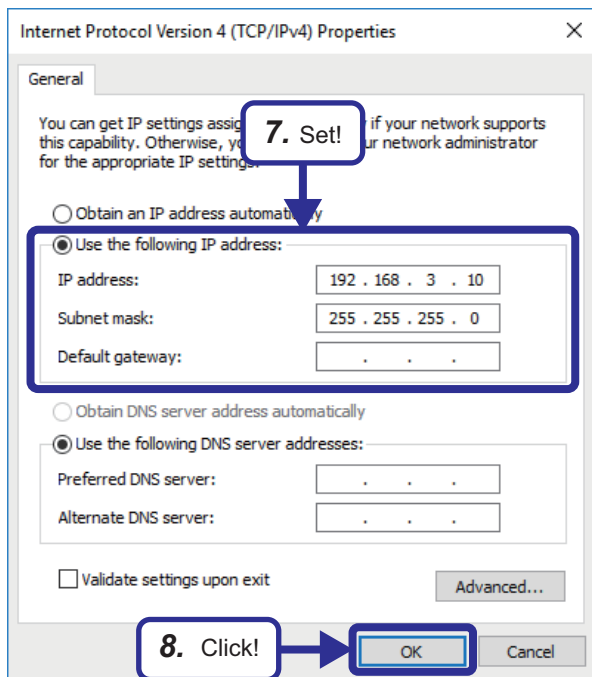 Internet Protocol Version 4 (TCP/IPv4) Properties
General
You can get IP settings assig if your network supports
this capability. Otherwise, yo ur network administrator
for the appropriate IP settings.
7. Set!
Obtain an IP address automatically
Use the following IP address:
IP address: 192 . 168 . 3 . 10
Subnet mask: 255 . 255 . 255 . 0
Default gateway: . . .
Obtain DNS server address automatically
Use the following DNS server addresses:
Preferred DNS server: . . .
Alternate DNS server: . . .
Validate settings upon exit
Advanced...
8. Click!
OK Cancel